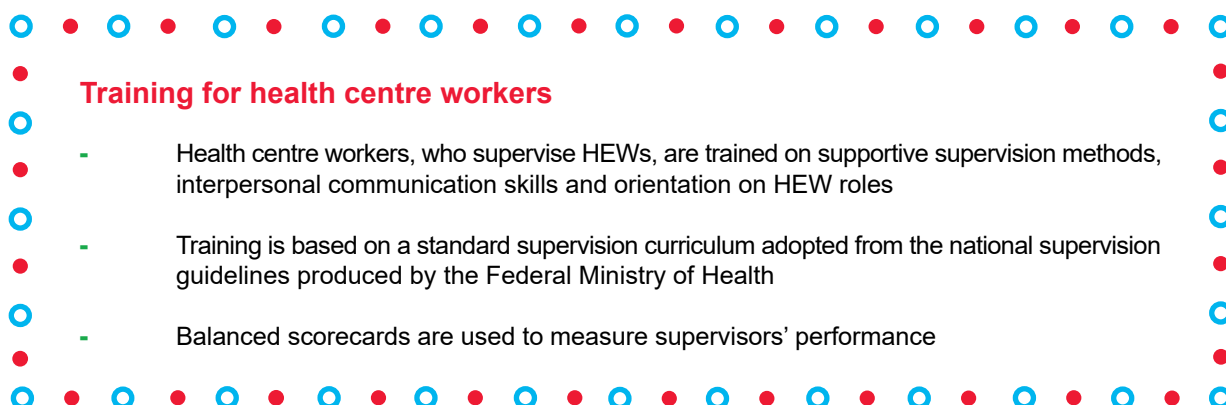 Training for health centre workers
- Health centre workers, who supervise HEWs, are trained on supportive supervision methods,
interpersonal communication skills and orientation on HEW roles
- Training is based on a standard supervision curriculum adopted from the national supervision
guidelines produced by the Federal Ministry of Health
- Balanced scorecards are used to measure supervisors’ performance